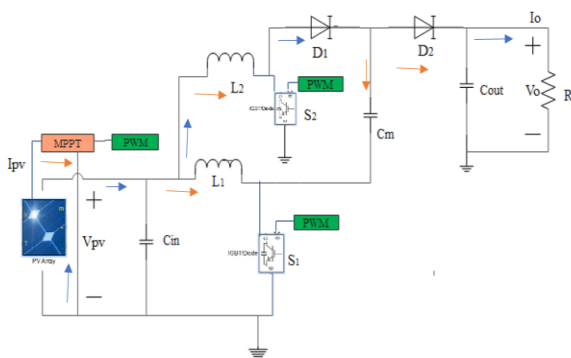 Io
D1
D2
L2
PWM
IGBT/Diode
S2
Cm
Cout
Vo
R
MPPT
PWM
Ipv
L1
PWM
Vpv
Cin
IGBT/Diode
S1
PV Array